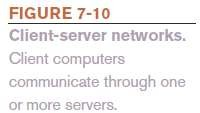 FIGURE 7-10
Client-server networks.
Client computers
communicate through one
or more servers.